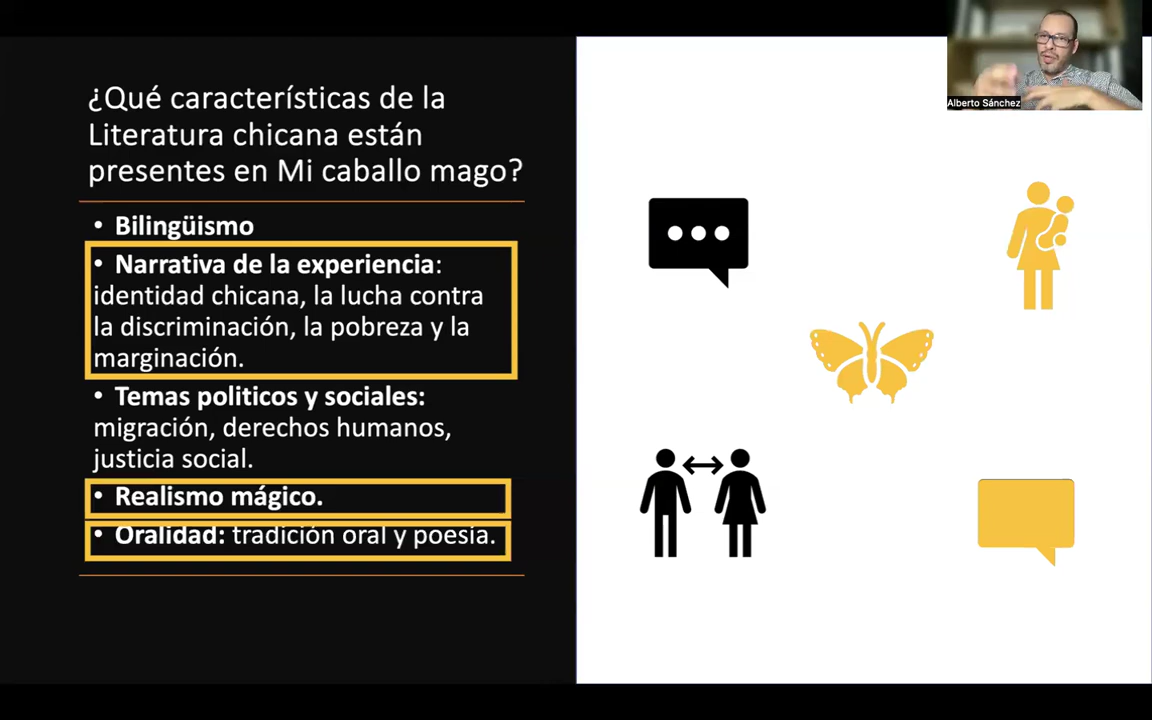 ¿Qué características de la
Literatura chicana están
presentes en Mi caballo mago?
• Bilingüismo
• Narrativa de la experiencia:
identidad chicana, la lucha contra
la discriminación, la pobreza y la
marginación.
• Temas politicos y sociales:
migración, derechos humanos,
justicia social.
• Realismo mágico.
• Oralidad: tradición oral y poesía.
Alberto Sánchez